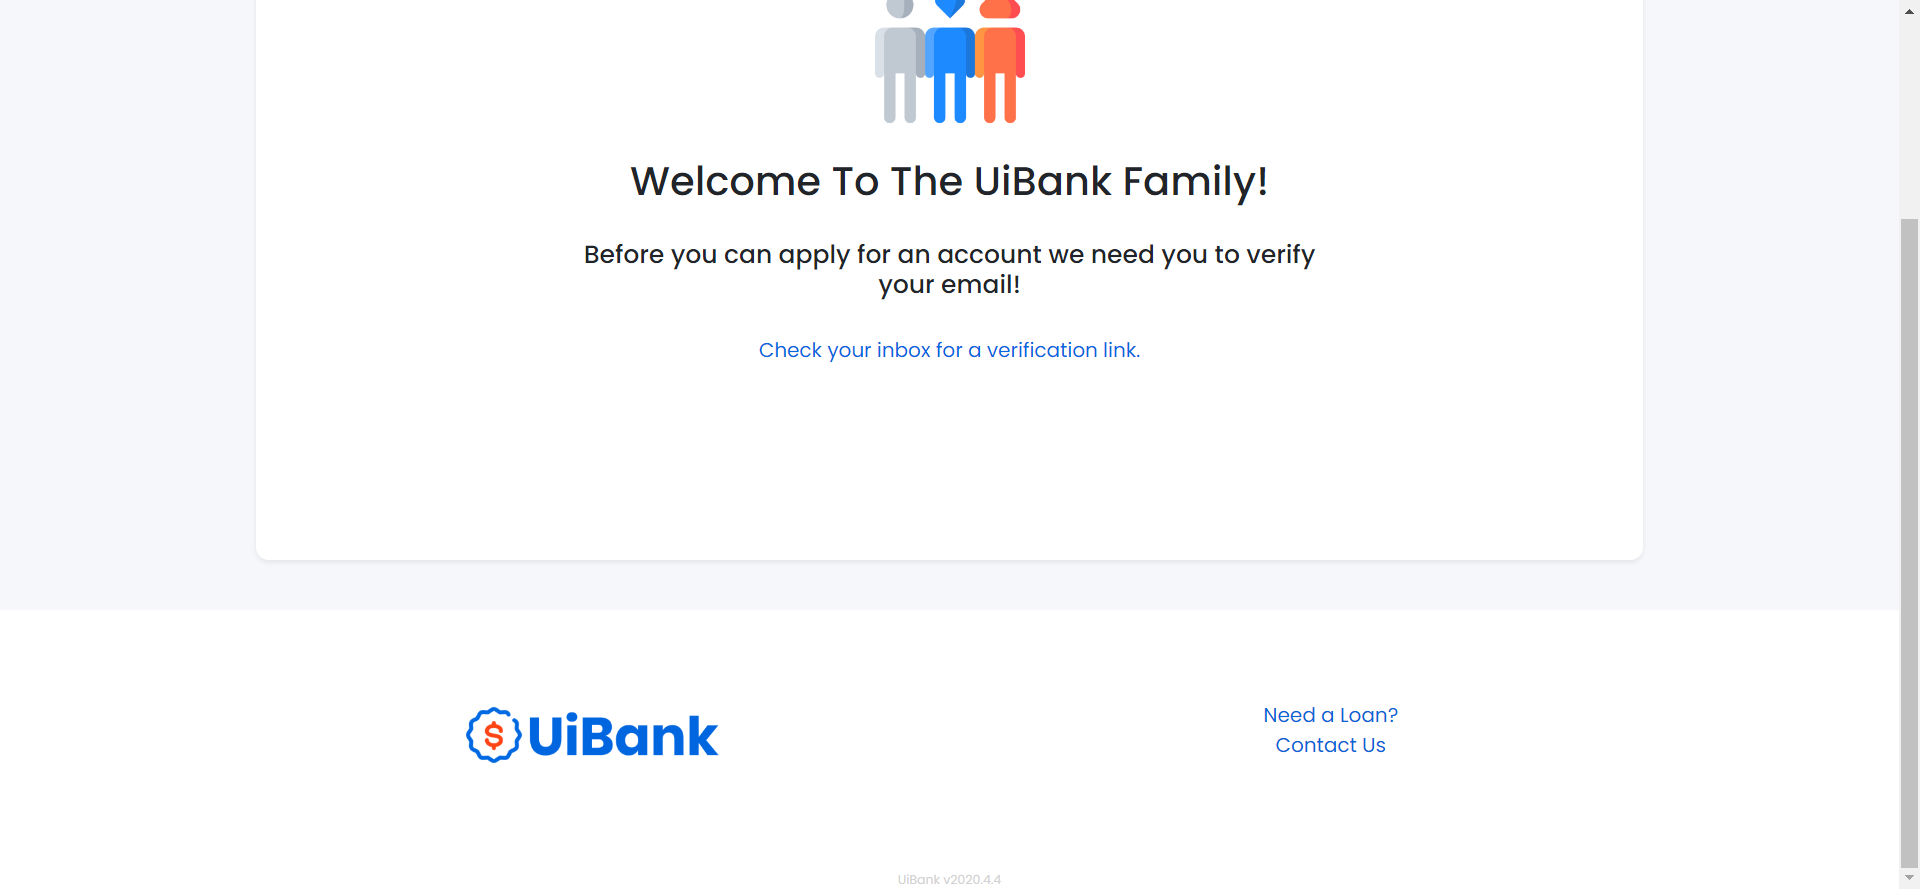 Welcome To The UiBank Family!
Before you can apply for an account we need you to verify
your email!
Check your inbox for a verification link.
$ UiBank
Need a Loan?
Contact Us
UiBank v2020.4.4